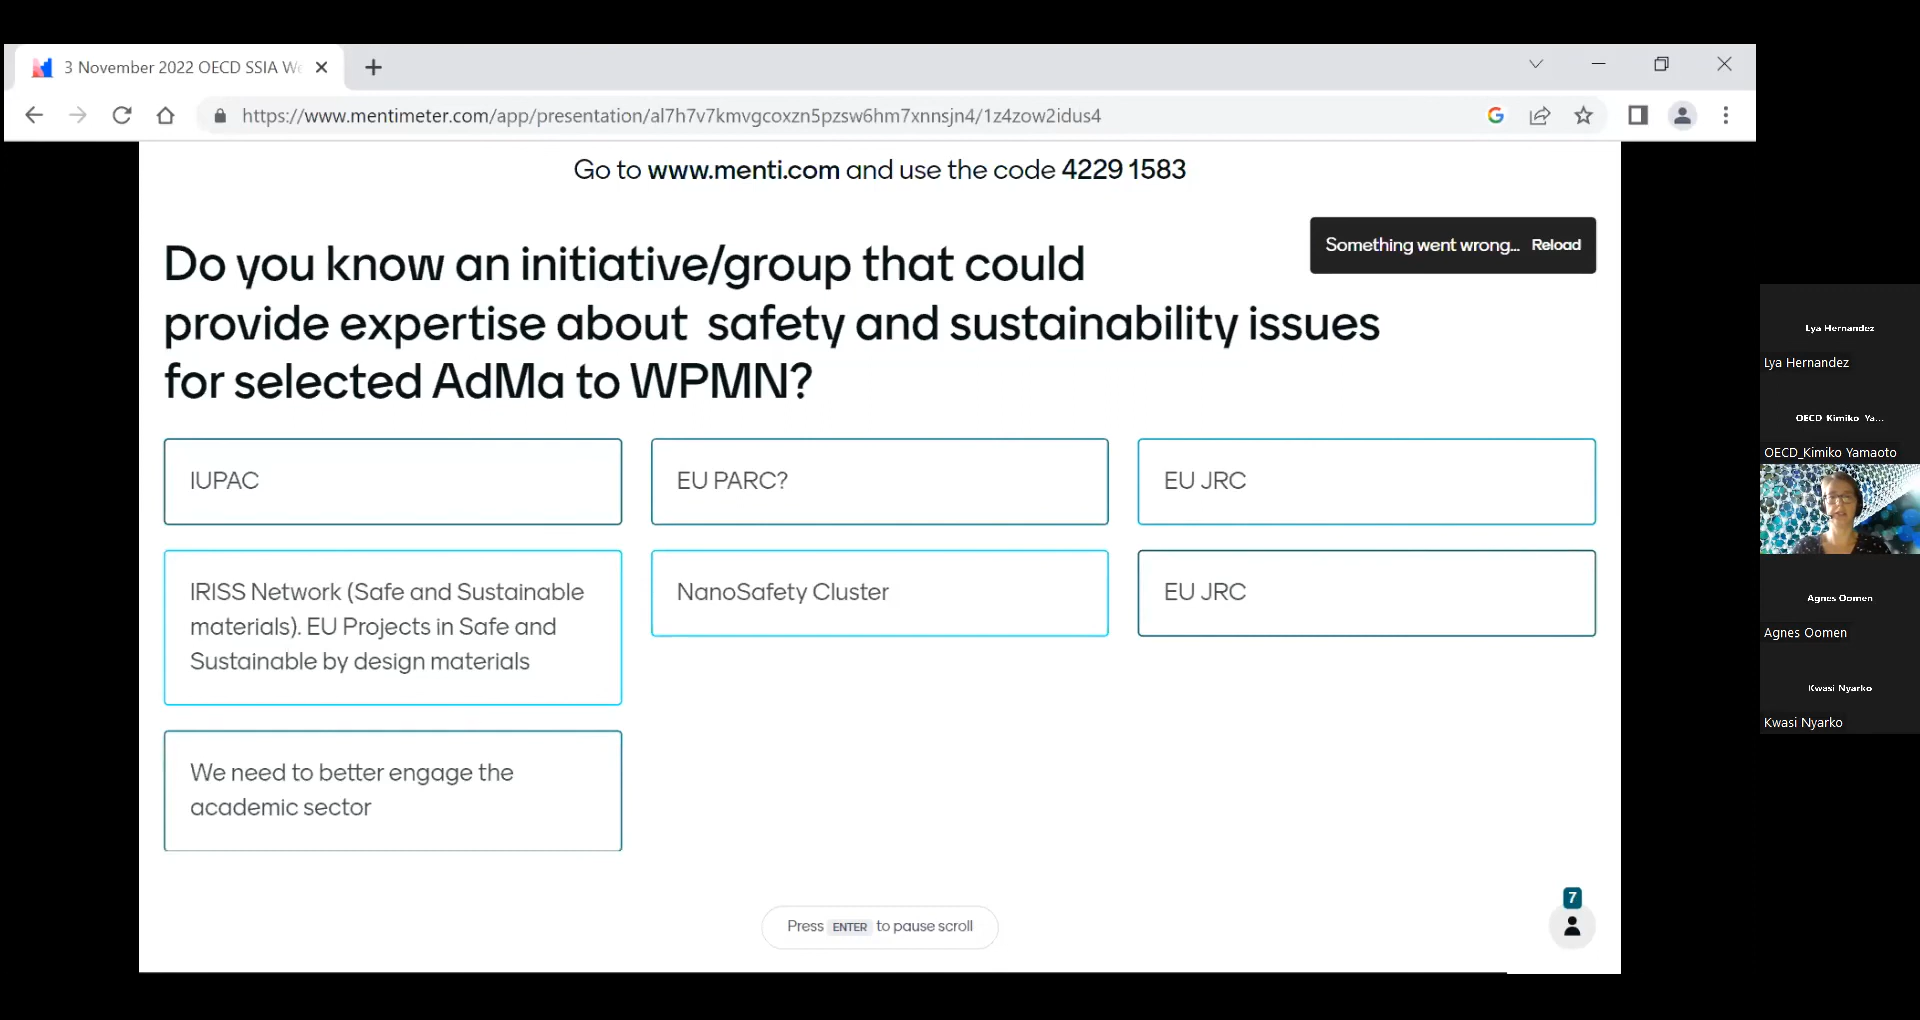 3 November 2022 OECD SSIA We
https://www.mentimeter.com/app/presentation/al7h7v7kmvgcoxzn5pzsw6hm7xnnsjn4/1z4zow2idus4
Go to www.menti.com and use the code 4229 1583
Something went wrong... Reload
Do you know an initiative/group that could
provide expertise about safety and sustainability issues
for selected AdMa to WPMN?
IUPAC
EU PARC?
EU JRC
IRISS Network (Safe and Sustainable
materials). EU Projects in Safe and
Sustainable by design materials
NanoSafety Cluster
EU JRC
We need to better engage the
academic sector
Press ENTER to pause scroll
7
Lya Hernandez
Lya Hernandez
OECD_Kimiko Ya...
OECD_Kimiko Yamaoto
Agnes Oomen
Agnes Oomen
Kwasi Nyarko
Kwasi Nyarko